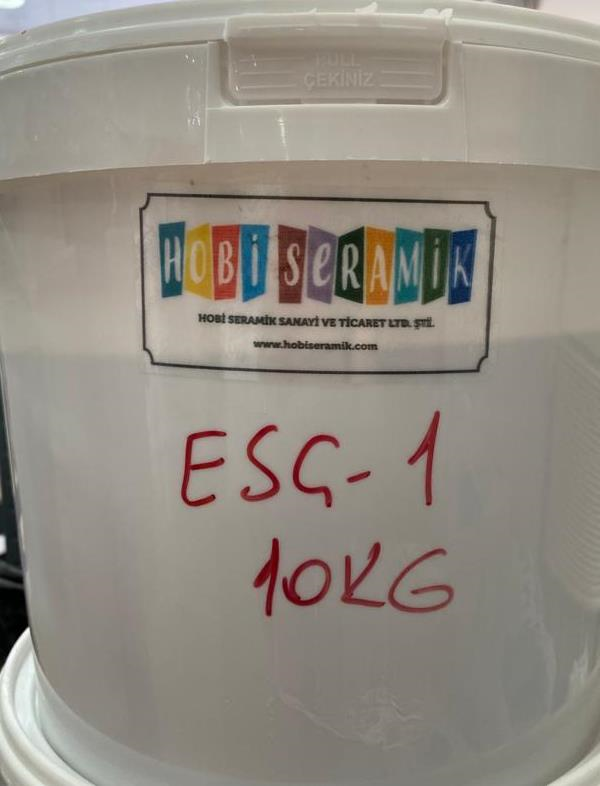 PULL
ÇEKİNİZ
HOBİ SERAMİK
HOBİ SERAMİK SANAYİ VE TİCARET LTD. ŞTİ.
www.hobiseramik.com
ESG-1
10KG